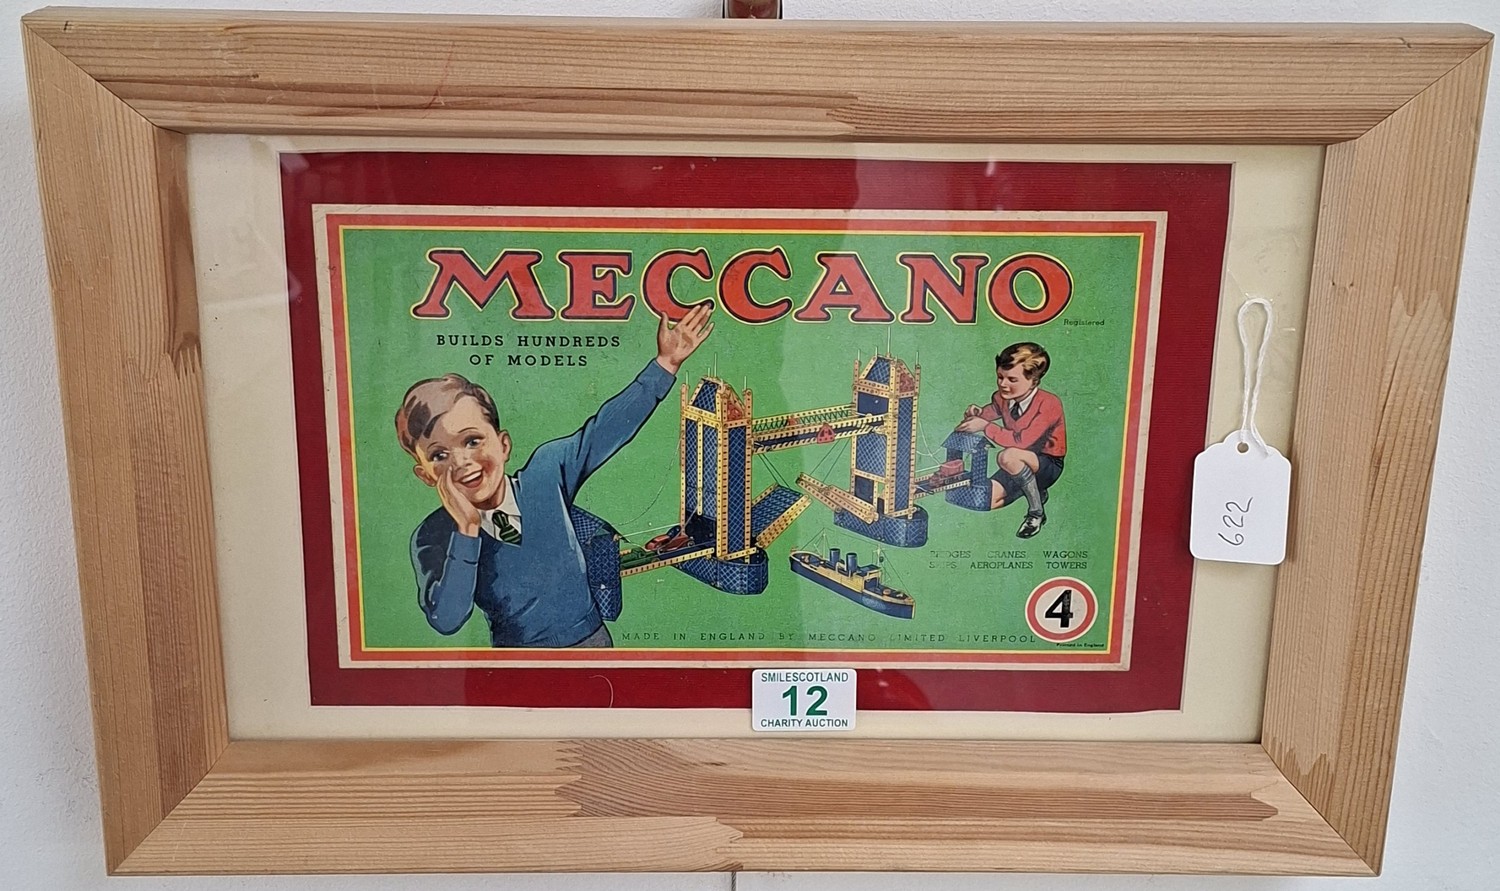 MECCANO
Registered
BUILDS HUNDREDS
OF MODELS
BRIDGES CRANES WAGONS
SHIPS AEROPLANES TOWERS
4
MADE IN ENGLAND BY MECCANO LIMITED LIVERPOOL
Printed in England
SMILESCOTLAND
12
CHARITY AUCTION
622